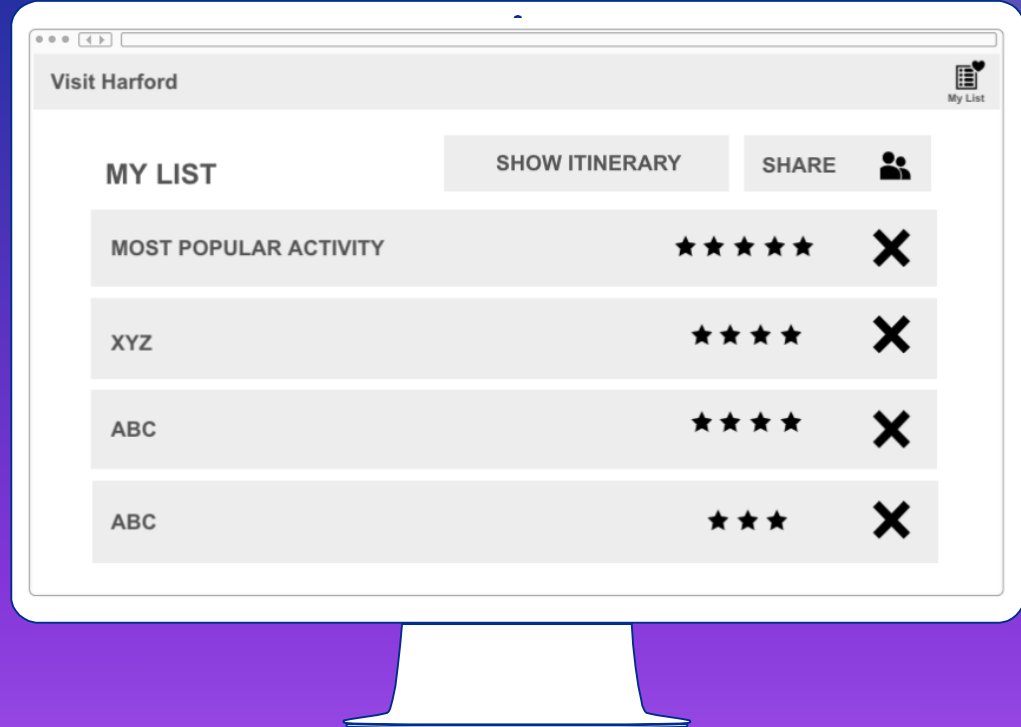 Visit Harford
My List
MY LIST
SHOW ITINERARY
SHARE
MOST POPULAR ACTIVITY
XYZ
ABC
ABC